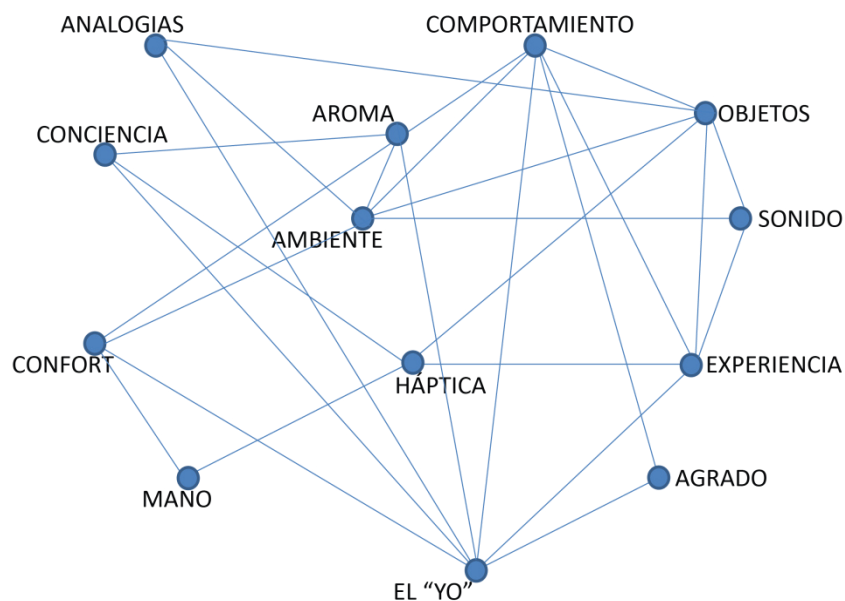 ANALOGIAS
COMPORTAMIENTO
AROMA
OBJETOS
CONCIENCIA
SONIDO
AMBIENTE
CONFORT
HÁPTICA
EXPERIENCIA
MANO
AGRADO
EL “YO”